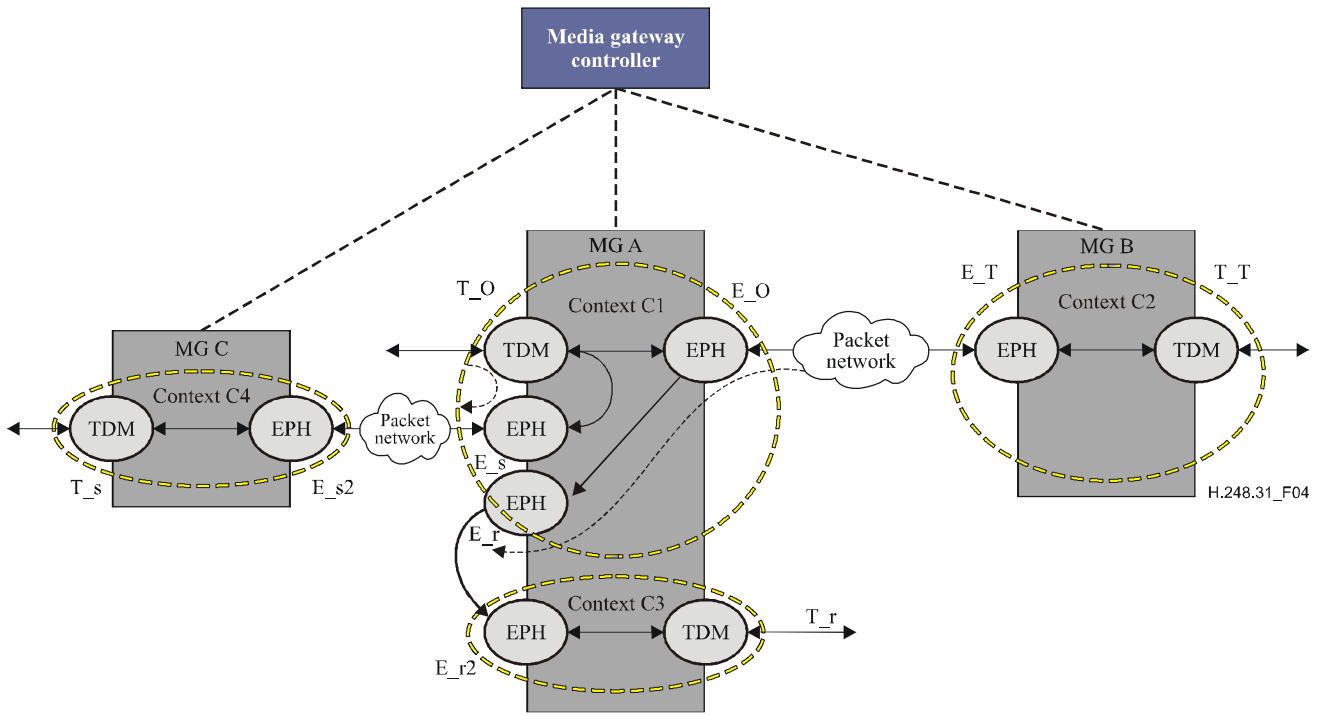 Media gateway
controller
MG A
MG B
T_O
E_O
E_T
T_T
Context C1
Context C2
MG C
TDM
EPH
Packet
network
EPH
TDM
Context C4
TDM
EPH
Packet
network
EPH
T_s
E_s2
E_s
EPH
H.248.31_F04
E_r
Context C3
EPH
TDM
T_r
E_r2